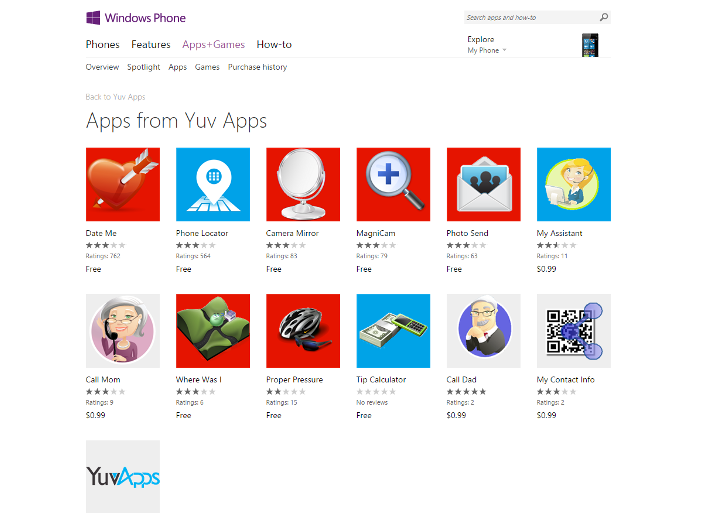 Windows Phone
Search apps and how-to
Phones Features Apps+Games How-to
Explore
My Phone
Overview Spotlight Apps Games Purchase history
Back to Yuv Apps
Apps from Yuv Apps
Date Me Phone Locator Camera Mirror MagniCam Photo Send My Assistant
Ratings: 762 Ratings: 564 Ratings: 83 Ratings: 79 Ratings: 63 Ratings: 11
Free Free Free Free Free $0.99
Call Mom Where Was I Proper Pressure Tip Calculator Call Dad My Contact Info
Ratings: 9 Ratings: 6 Ratings: 15 No reviews Ratings: 2 Ratings: 2
$0.99 Free Free Free $0.99 $0.99
YuvApps